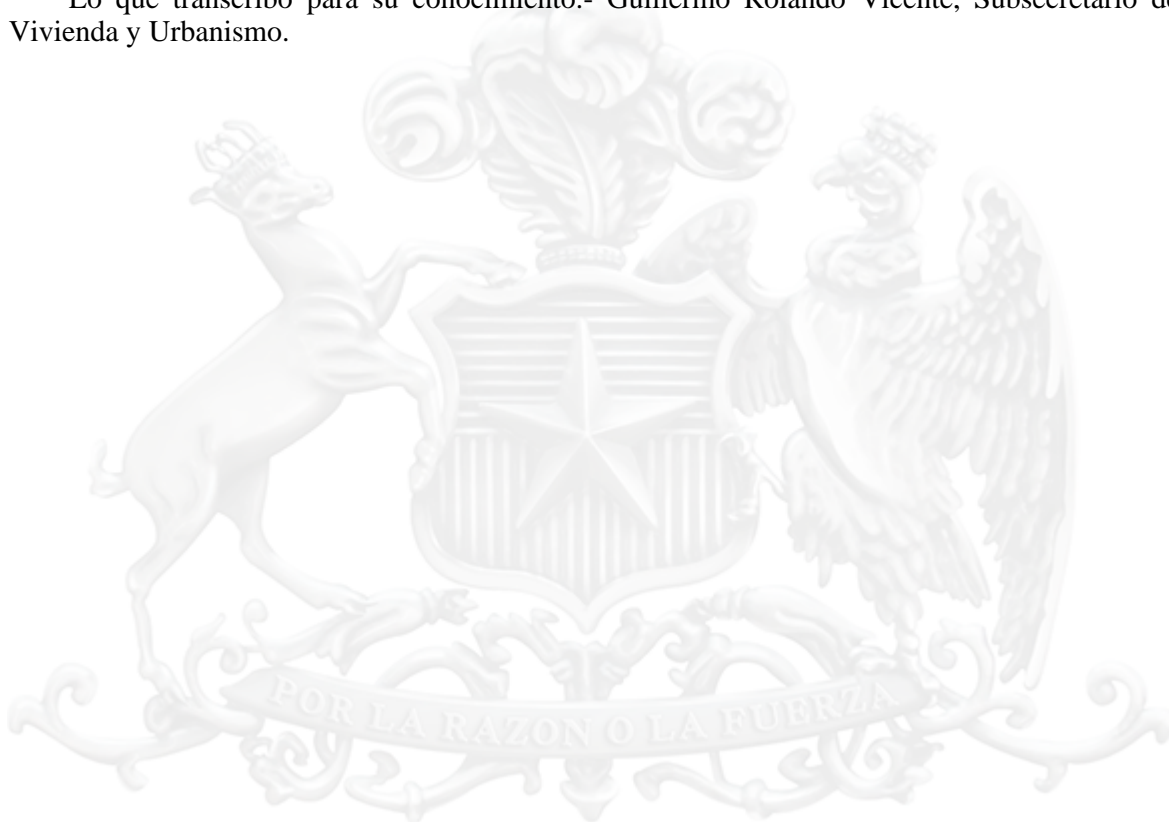 Lo que transcribo para su conocimiento.- Guillermo Rolando Vicente, Subsecretario de
Vivienda y Urbanismo.
POR LA RAZON O LA FUERZA